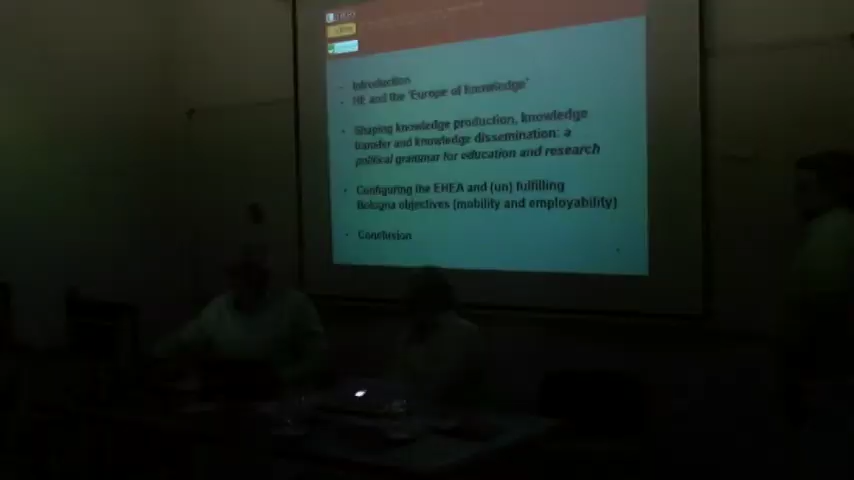 - Introduction
- HE and the 'Europe of knowledge'
• Shaping knowledge production, knowledge
transfer and knowledge dissemination: a
political grammar for education and research
• Configuring the EHEA and (un) fulfilling
Bologna objectives (mobility and employability)
• Conclusion